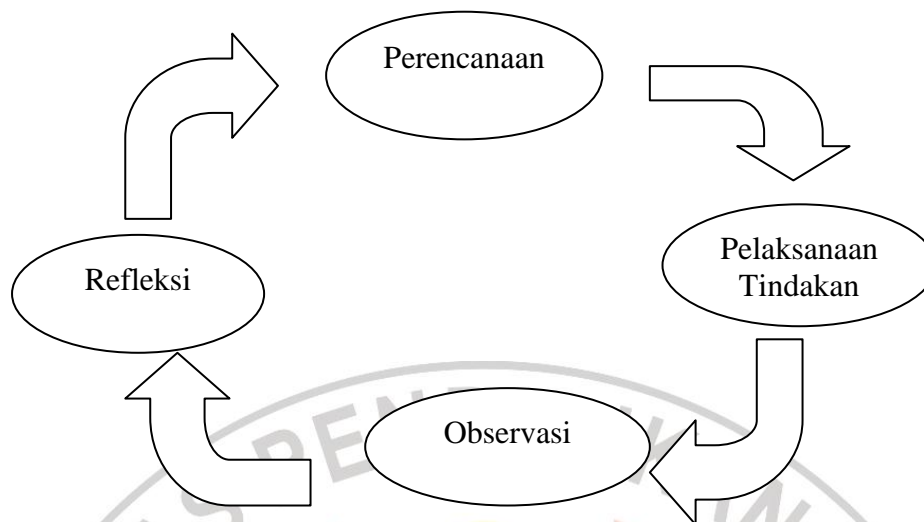 Perencanaan
Pelaksanaan
Tindakan
Refleksi
Observasi